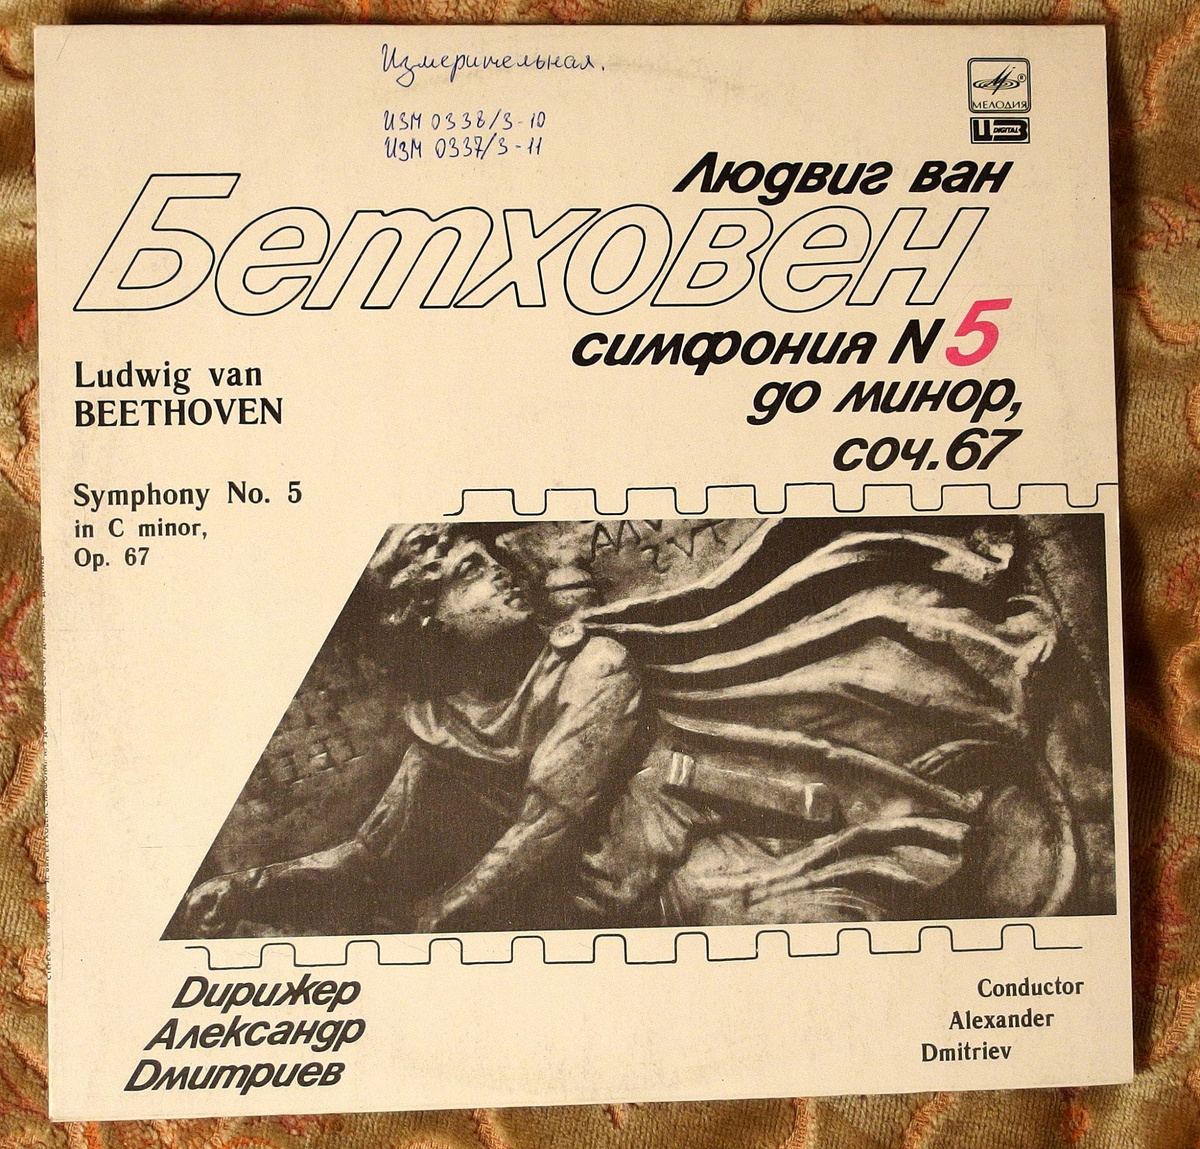 Измерительная.
ИЗМ 0338/3-10
ИЗМ 0337/3-11
МЕЛОДИЯ
ЦЗ DIGITAL
Людвиг ван
Бетховен
симфония N5
до минор,
соч.67
Ludwig van
BEETHOVEN
Symphony No. 5
in C minor,
Op. 67
Дирижер
Александр
Дмитриев
Conductor
Alexander
Dmitriev